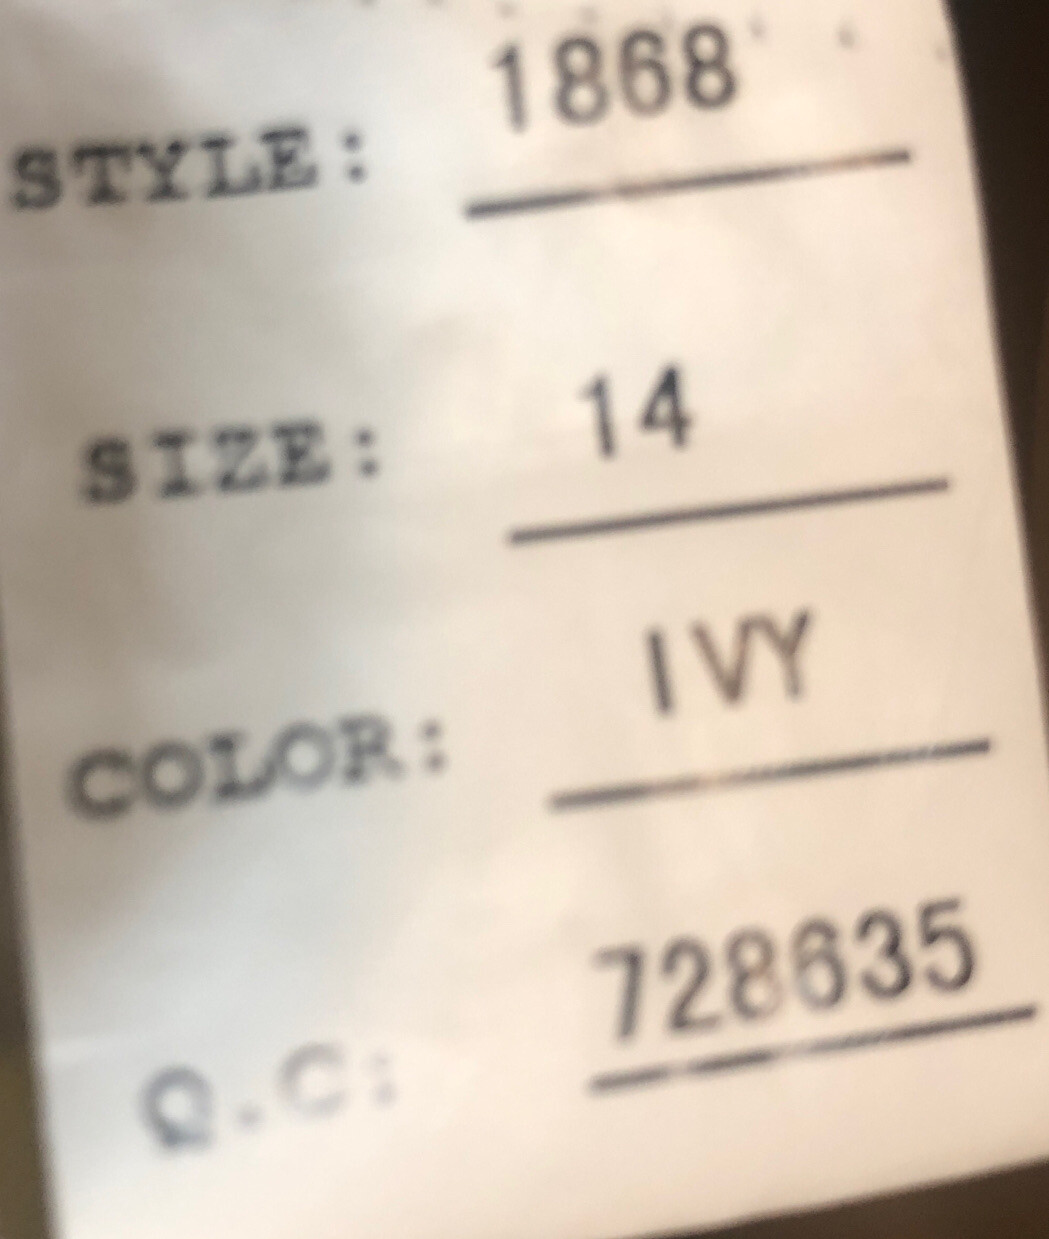 STYLE: 1868
SIZE: 14
COLOR: IVY
Q.C: 728635